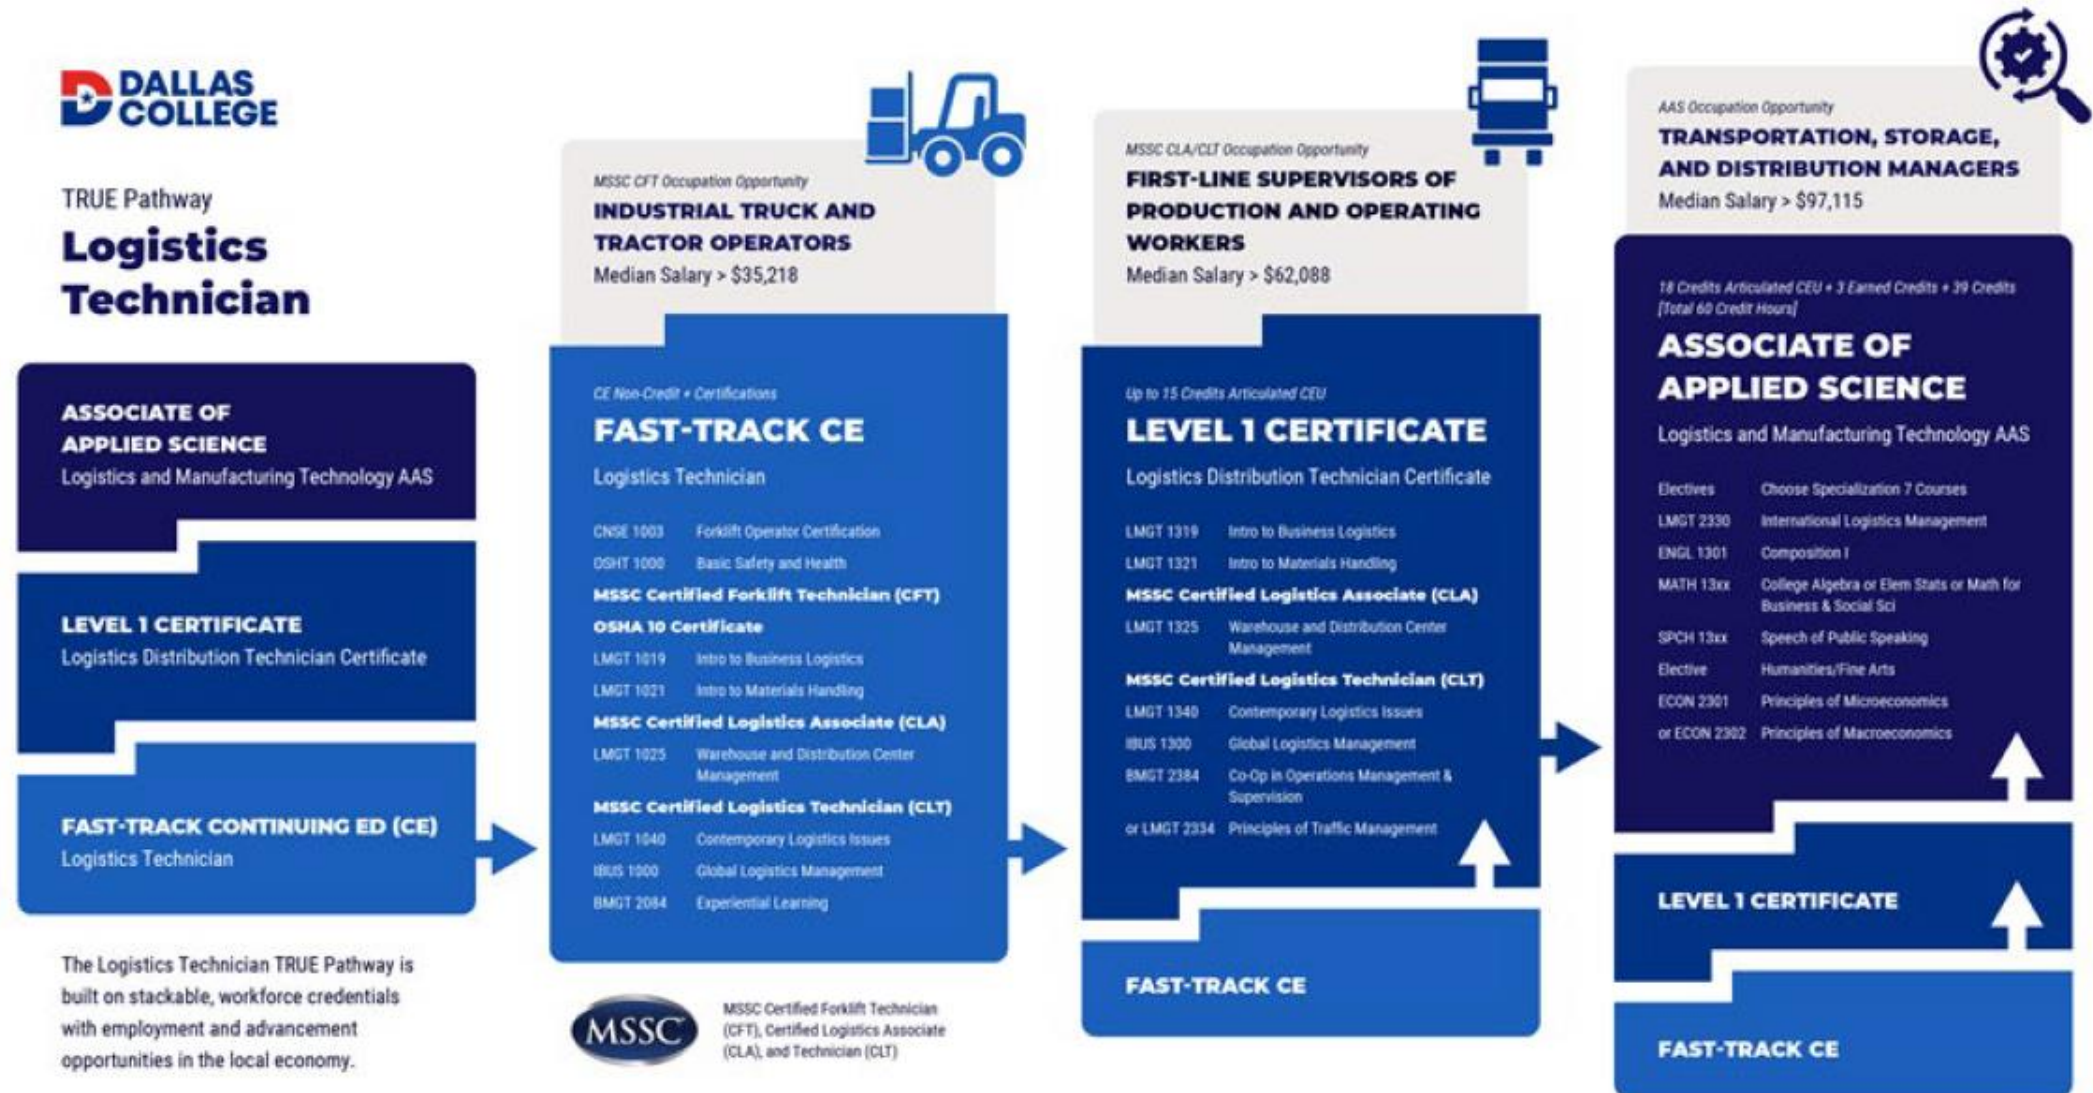 DALLAS
COLLEGE
TRUE Pathway
Logistics
Technician
ASSOCIATE OF
APPLIED SCIENCE
Logistics and Manufacturing Technology AAS
LEVEL 1 CERTIFICATE
Logistics Distribution Technician Certificate
FAST-TRACK CONTINUING ED (CE)
Logistics Technician
The Logistics Technician TRUE Pathway is
built on stackable, workforce credentials
with employment and advancement
opportunities in the local economy.
MSSC CFT Occupation Opportunity
INDUSTRIAL TRUCK AND
TRACTOR OPERATORS
Median Salary > $35,218
CE Non-Credit + Certifications
FAST-TRACK CE
Logistics Technician
CNSE 1003 Forklift Operator Certification
OSHT 1000 Basic Safety and Health
MSSC Certified Forklift Technician (CFT)
OSHA 10 Certificate
LMGT 1019 Intro to Business Logistics
LMGT 1021 Intro to Materials Handling
MSSC Certified Logistics Associate (CLA)
LMGT 1025 Warehouse and Distribution Center
Management
MSSC Certified Logistics Technician (CLT)
LMGT 1040 Contemporary Logistics Issues
IBUS 1000 Global Logistics Management
BMGT 2084 Experiential Learning
MSSC
MSSC Certified Forklift Technician
(CFT), Certified Logistics Associate
(CLA), and Technician (CLT)
MSSC CLA/CLT Occupation Opportunity
FIRST-LINE SUPERVISORS OF
PRODUCTION AND OPERATING
WORKERS
Median Salary > $62,088
Up to 15 Credits Articulated CEU
LEVEL 1 CERTIFICATE
Logistics Distribution Technician Certificate
LMGT 1319 Intro to Business Logistics
LMGT 1321 Intro to Materials Handling
MSSC Certified Logistics Associate (CLA)
LMGT 1325 Warehouse and Distribution Center
Management
MSSC Certified Logistics Technician (CLT)
LMGT 1340 Contemporary Logistics Issues
IBUS 1300 Global Logistics Management
BMGT 2384 Co-Op in Operations Management &
Supervision
or LMGT 2334 Principles of Traffic Management
FAST-TRACK CE
AAS Occupation Opportunity
TRANSPORTATION, STORAGE,
AND DISTRIBUTION MANAGERS
Median Salary > $97,115
18 Credits Articulated CEU + 3 Earned Credits + 39 Credits
[Total 60 Credit Hours]
ASSOCIATE OF
APPLIED SCIENCE
Logistics and Manufacturing Technology AAS
Electives Choose Specialization 7 Courses
LMGT 2330 International Logistics Management
ENGL 1301 Composition I
MATH 13xx College Algebra or Elem Stats or Math for
Business & Social Sci
SPCH 13xx Speech of Public Speaking
Elective Humanities/Fine Arts
ECON 2301 Principles of Microeconomics
or ECON 2302 Principles of Macroeconomics
LEVEL 1 CERTIFICATE
FAST-TRACK CE